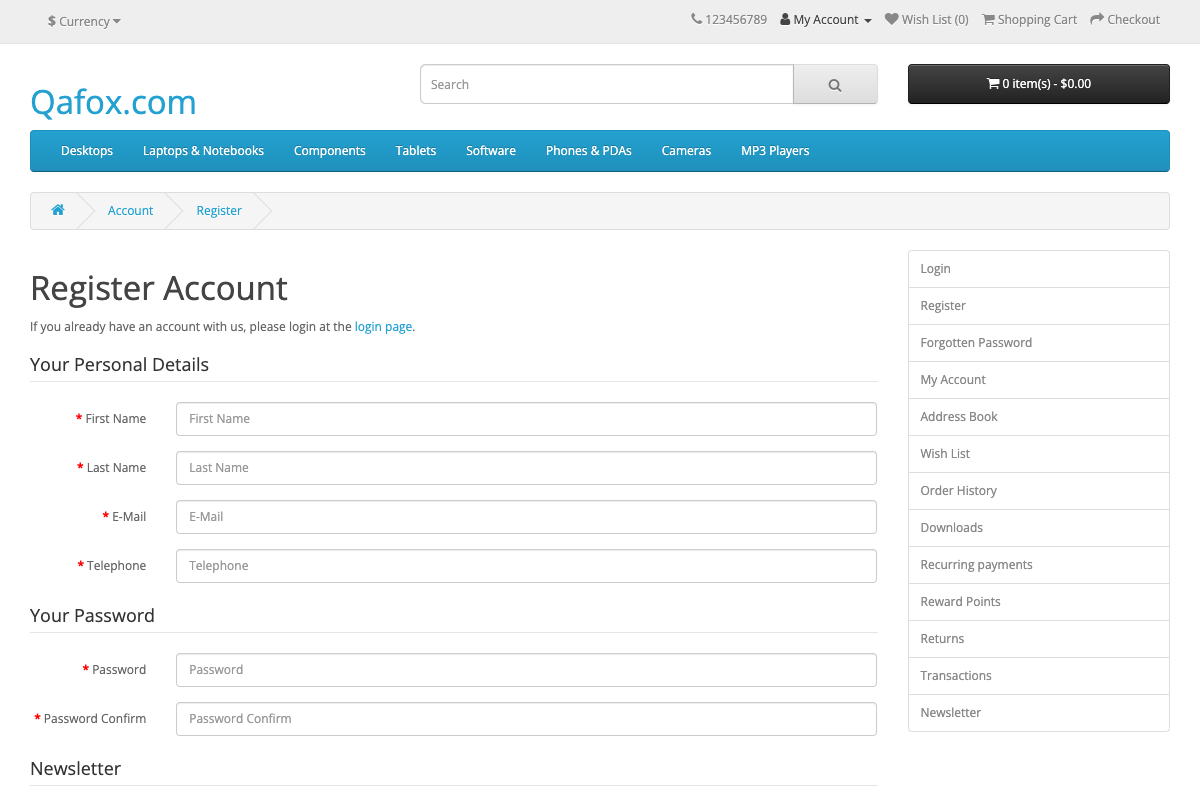 $ Currency
123456789 My Account Wish List (0) Shopping Cart Checkout
Qafox.com
Search
0 item(s) - $0.00
Desktops Laptops & Notebooks Components Tablets Software Phones & PDAs Cameras MP3 Players
Account Register
Register Account
If you already have an account with us, please login at the login page.
Your Personal Details
* First Name First Name
* Last Name Last Name
* E-Mail E-Mail
* Telephone Telephone
Your Password
* Password Password
* Password Confirm Password Confirm
Newsletter
Login
Register
Forgotten Password
My Account
Address Book
Wish List
Order History
Downloads
Recurring payments
Reward Points
Returns
Transactions
Newsletter